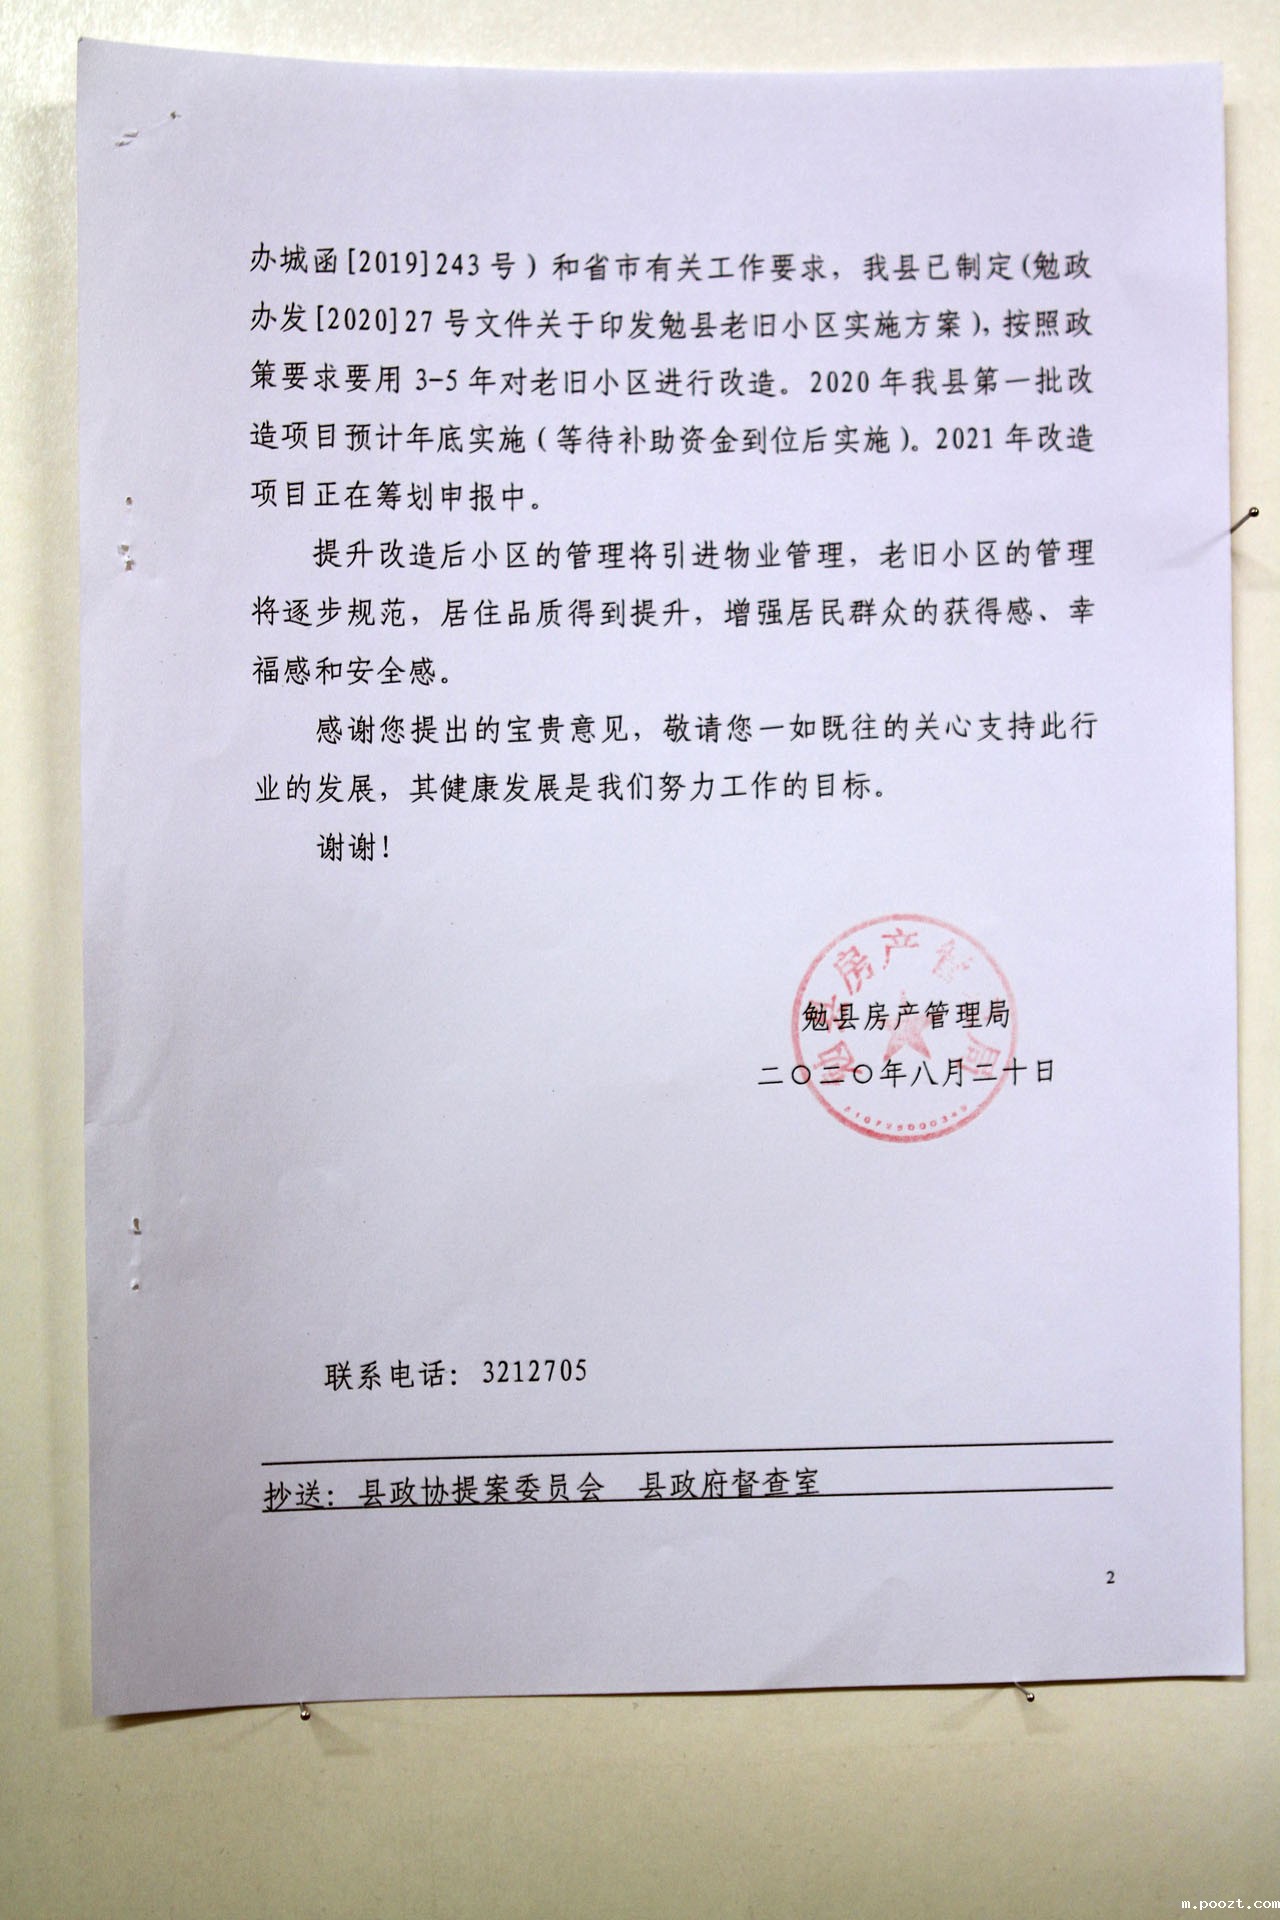 办城函[2019]243号)和省市有关工作要求，我县已制定(勉政
办发[2020]27号文件关于印发勉县老旧小区实施方案)，按照政
策要求要用3-5年对老旧小区进行改造。2020年我县第一批改
造项目预计年底实施(等待补助资金到位后实施)。2021年改造
项目正在筹划申报中。
提升改造后小区的管理将引进物业管理，老旧小区的管理
将逐步规范，居住品质得到提升，增强居民群众的获得感、幸
福感和安全感。
感谢您提出的宝贵意见，敬请您一如既往的关心支持此行
业的发展，其健康发展是我们努力工作的目标。
谢谢！
勉县房产管理局
勉县房产管理局
二〇二〇年八月二十日
联系电话：3212705
抄送：县政协提案委员会 县政府督查室
2
m.poozt.com